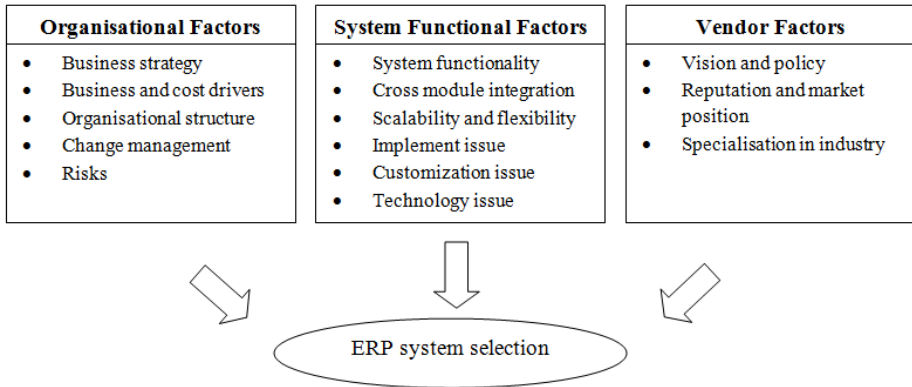 Organisational Factors
• Business strategy
• Business and cost drivers
• Organisational structure
• Change management
• Risks
System Functional Factors
• System functionality
• Cross module integration
• Scalability and flexibility
• Implement issue
• Customization issue
• Technology issue
Vendor Factors
• Vision and policy
• Reputation and market
position
• Specialisation in industry
ERP system selection